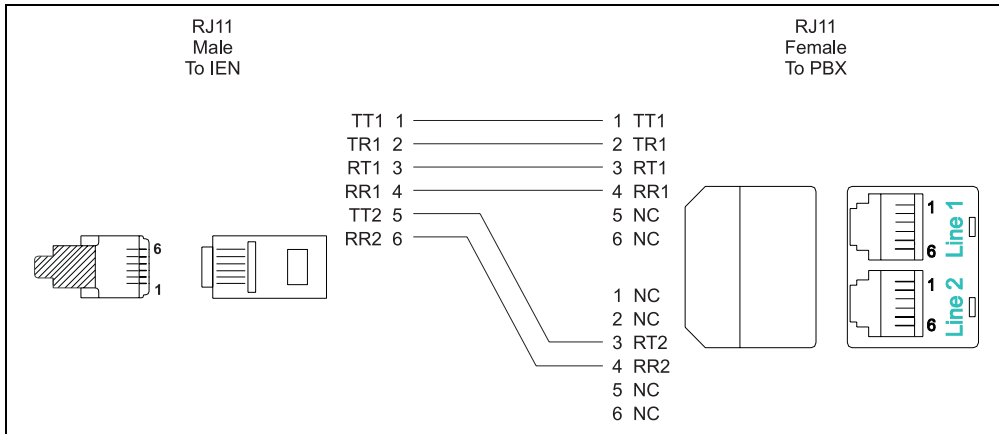 RJ11
Male
To IEN
RJ11
Female
To PBX
TT1 1
TR1 2
RT1 3
RR1 4
TT2 5
RR2 6
1 TT1
2 TR1
3 RT1
4 RR1
5 NC
6 NC
1 NC
2 NC
3 RT2
4 RR2
5 NC
6 NC
6
1
1
6
Line 1
1
6
Line 2